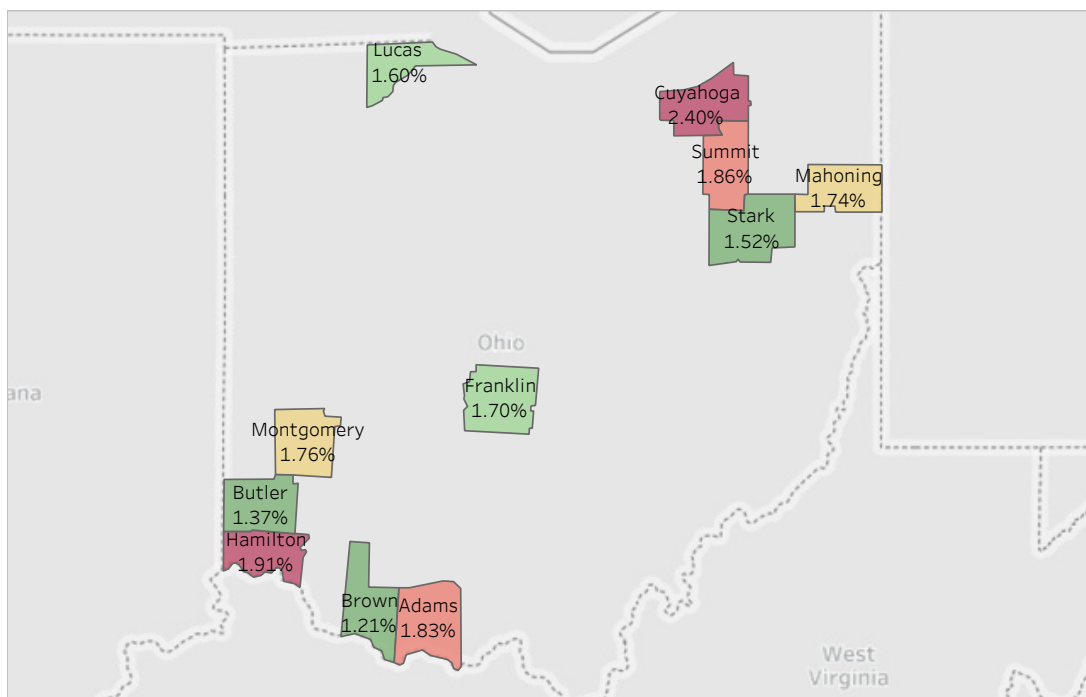 Lucas
1.60%
Cuyahoga
2.40%
Summit
1.86%
Mahoning
1.74%
Stark
1.52%
Ohio
Franklin
1.70%
ana
Montgomery
1.76%
Butler
1.37%
Hamilton
1.91%
Brown
1.21%
Adams
1.83%
West
Virginia